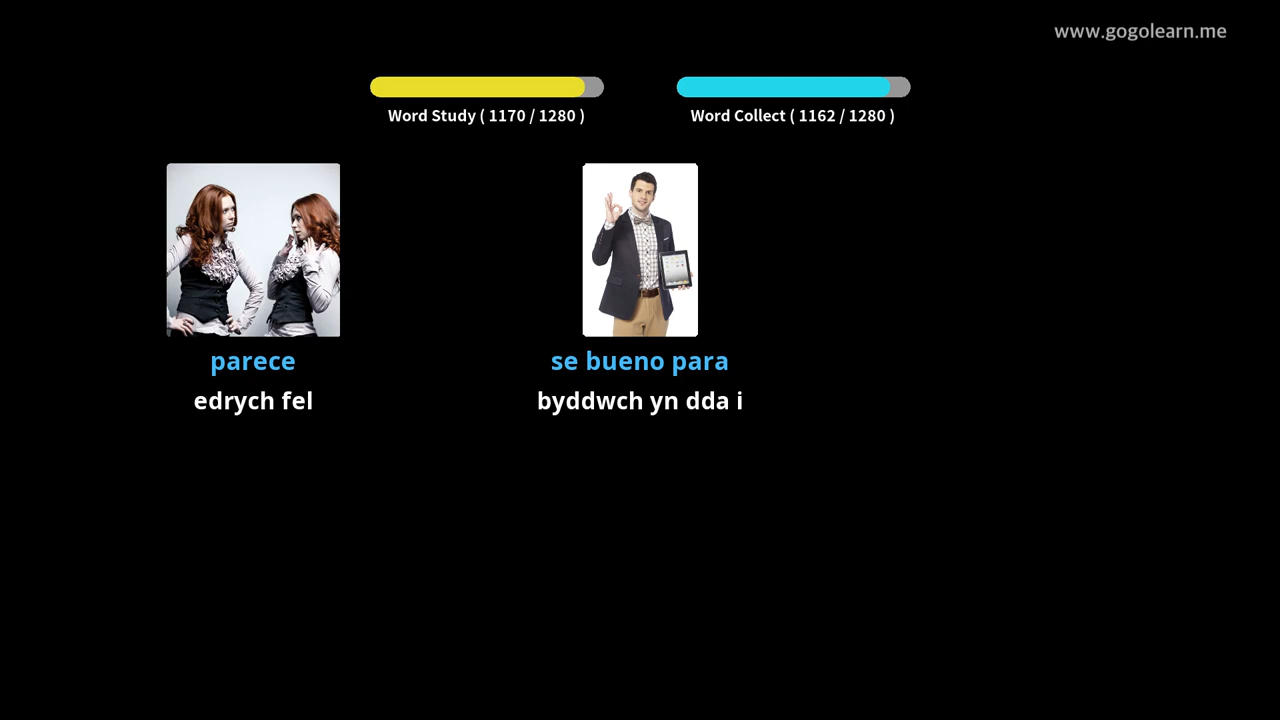 www.gogolearn.me
Word Study ( 1170 / 1280 )
Word Collect ( 1162 / 1280 )
parece
se bueno para
edrych fel
byddwch yn dda i